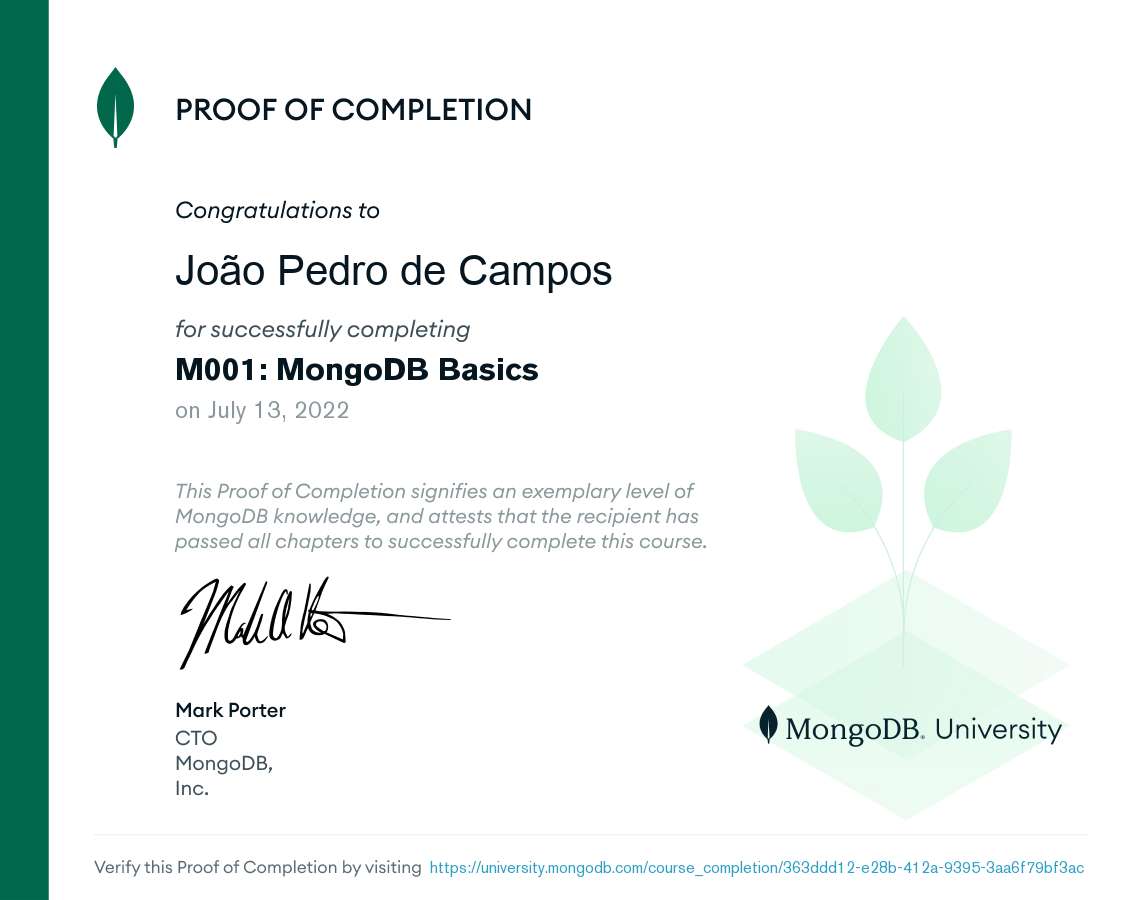 PROOF OF COMPLETION
Congratulations to
João Pedro de Campos
for successfully completing
M001: MongoDB Basics
on July 13, 2022
This Proof of Completion signifies an exemplary level of
MongoDB knowledge, and attests that the recipient has
passed all chapters to successfully complete this course.
Mark Porter
CTO
MongoDB,
Inc.
MongoDB. University
Verify this Proof of Completion by visiting https://university.mongodb.com/course_completion/363ddd12-e28b-412a-9395-3aa6f79bf3ac